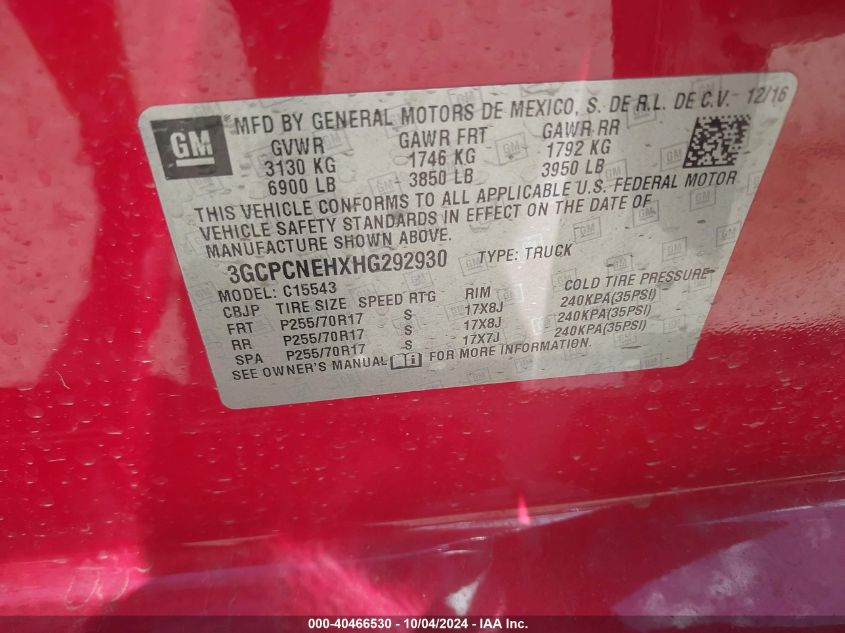 GM
® MFD BY GENERAL MOTORS DE MEXICO, S. DE R.L. DE C.V. 12/16
GVWR GAWR FRT GAWR RR
3130 KG 1746 KG 1792 KG
6900 LB 3850 LB 3950 LB
THIS VEHICLE CONFORMS TO ALL APPLICABLE U.S. FEDERAL MOTOR
VEHICLE SAFETY STANDARDS IN EFFECT ON THE DATE OF
MANUFACTURE SHOWN ABOVE.
3GCPCNEHXHG292930 TYPE: TRUCK
MODEL: C15543
CBJP TIRE SIZE SPEED RTG RIM COLD TIRE PRESSURE
FRT P255/70R17 S 17X8J 240KPA(35PSI)
RR P255/70R17 S 17X8J 240KPA(35PSI)
SPA P255/70R17 S 17X7J 240KPA(35PSI)
SEE OWNER'S MANUAL FOR MORE INFORMATION.
000-40466530 - 10/04/2024 - IAA Inc.